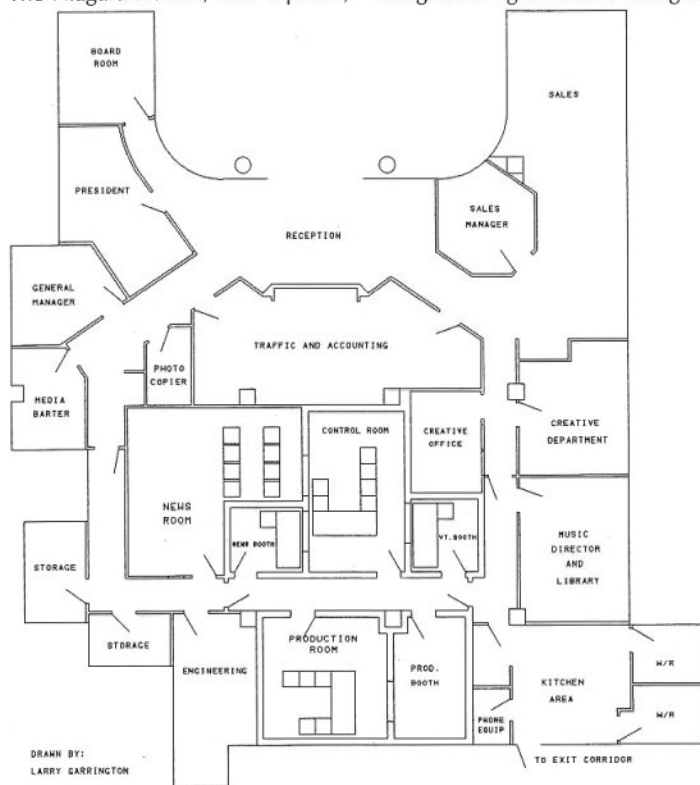 BOARD
ROOM
SALES
PRESIDENT
SALES
MANAGER
RECEPTION
GENERAL
MANAGER
TRAFFIC AND ACCOUNTING
PHOTO
COPIER
MEDIA
BARTER
CREATIVE
OFFICE
CONTROL ROOM
CREATIVE
DEPARTMENT
NEWS
ROOM
NEWS BOOTH
VT. BOOTH
MUSIC
DIRECTOR
AND
LIBRARY
STORAGE
STORAGE
PRODUCTION
ROOM
ENGINEERING
PROD.
BOOTH
KITCHEN
AREA
W/R
W/R
PHONE
EQUIP
DRAWN BY:
LARRY GARRINGTON
TO EXIT CORRIDOR